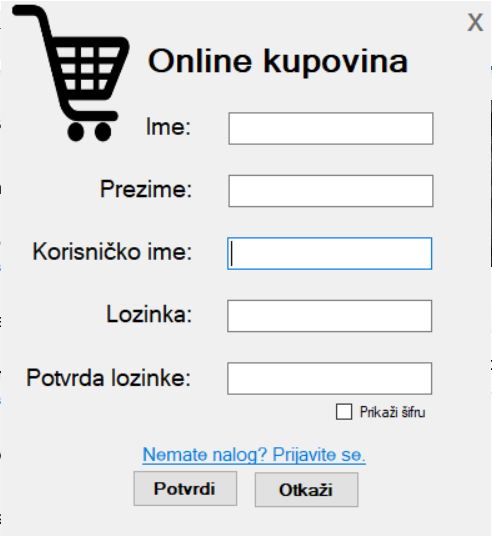 X
Online kupovina
Ime:
Prezime:
Korisničko ime:
Lozinka:
Potvrda lozinke:
Prikaži šifru
Nemate nalog? Prijavite se.
Potvrdi
Otkaži